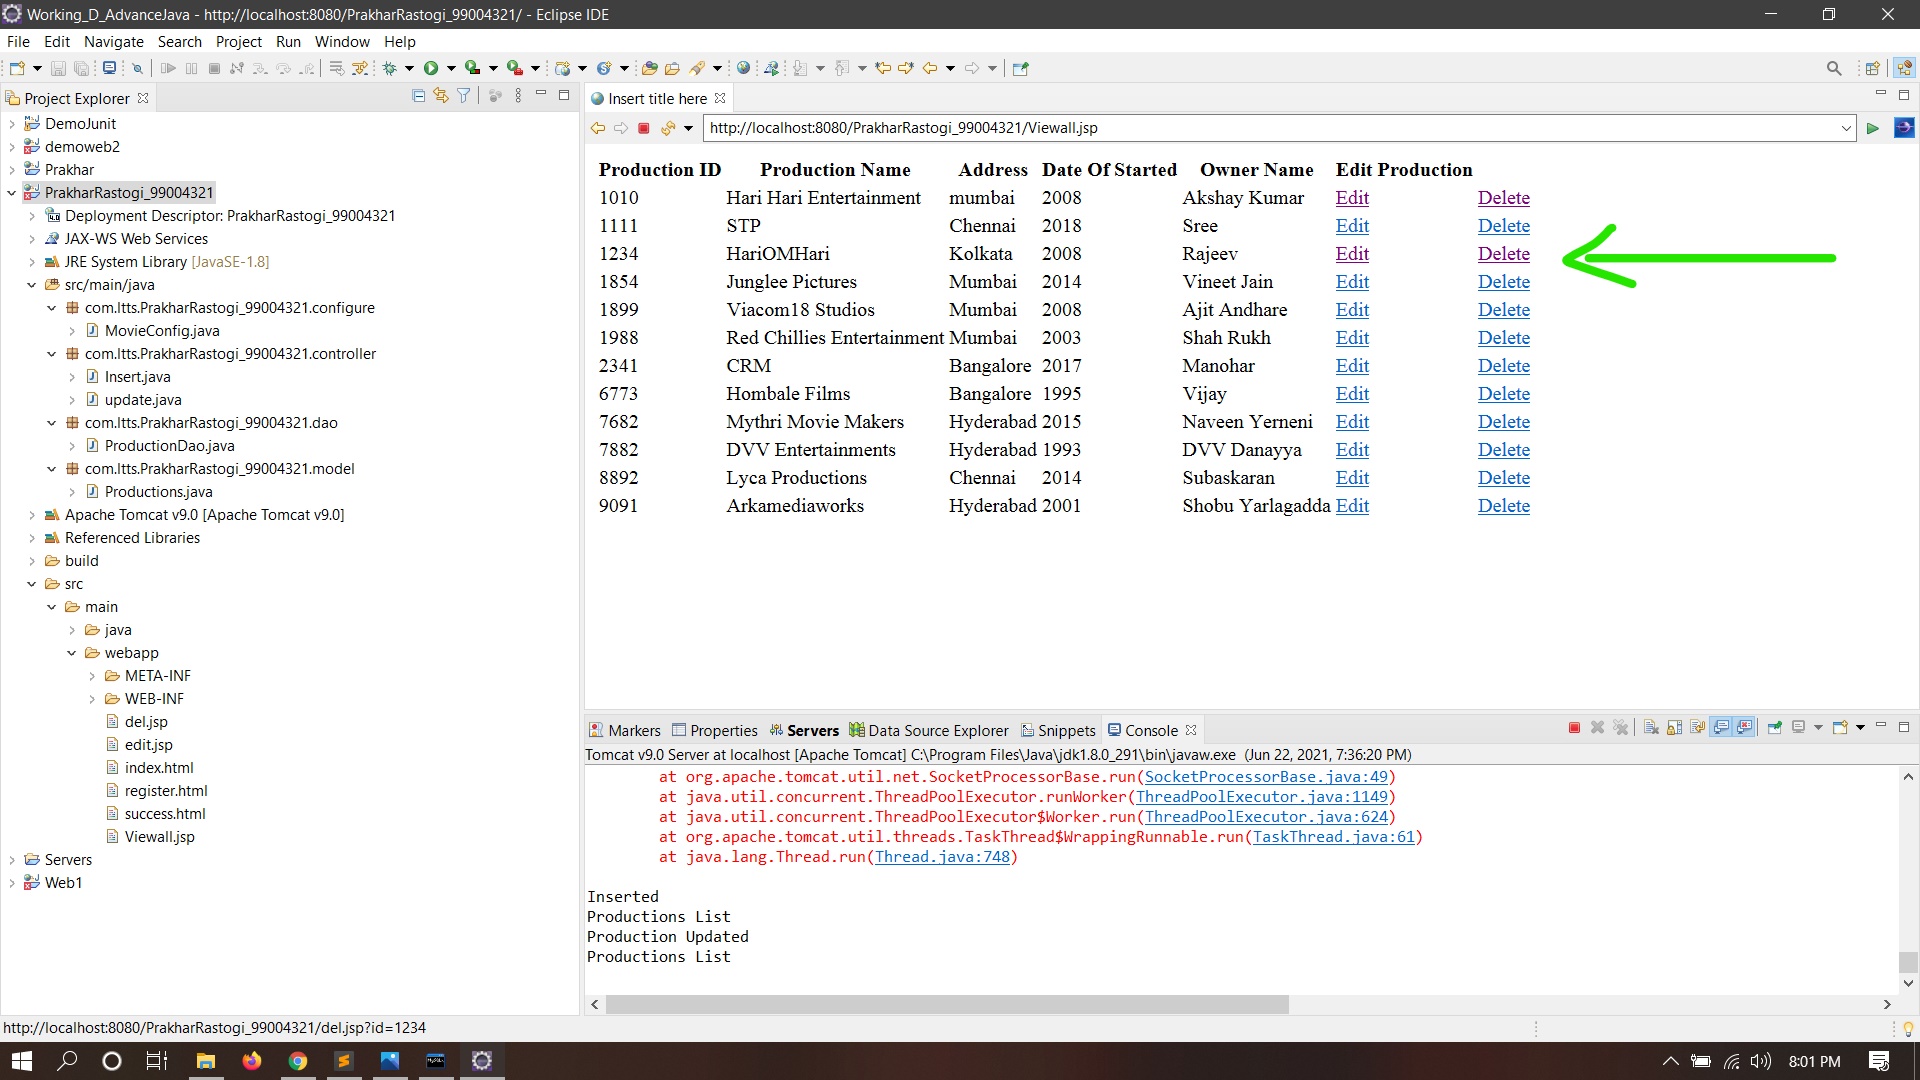 Working_D_AdvanceJava - http://localhost:8080/PrakharRastogi_99004321/ - Eclipse IDE
File Edit Navigate Search Project Run Window Help
Project Explorer
DemoJunit
demoweb2
Prakhar
PrakharRastogi_99004321
Deployment Descriptor: PrakharRastogi_99004321
JAX-WS Web Services
JRE System Library [JavaSE-1.8]
src/main/java
com.ltts.PrakharRastogi_99004321.configure
MovieConfig.java
com.ltts.PrakharRastogi_99004321.controller
Insert.java
update.java
com.ltts.PrakharRastogi_99004321.dao
ProductionDao.java
com.ltts.PrakharRastogi_99004321.model
Productions.java
Apache Tomcat v9.0 [Apache Tomcat v9.0]
Referenced Libraries
build
src
main
java
webapp
META-INF
WEB-INF
del.jsp
edit.jsp
index.html
register.html
success.html
Viewall.jsp
Servers
Web1
Insert title here
http://localhost:8080/PrakharRastogi_99004321/Viewall.jsp
Production ID Production Name Address Date Of Started Owner Name Edit Production
1010 Hari Hari Entertainment mumbai 2008 Akshay Kumar Edit Delete
1111 STP Chennai 2018 Sree Edit Delete
1234 HariOMHari Kolkata 2008 Rajeev Edit Delete
1854 Junglee Pictures Mumbai 2014 Vineet Jain Edit Delete
1899 Viacom18 Studios Mumbai 2008 Ajit Andhare Edit Delete
1988 Red Chillies Entertainment Mumbai 2003 Shah Rukh Edit Delete
2341 CRM Bangalore 2017 Manohar Edit Delete
6773 Hombale Films Bangalore 1995 Vijay Edit Delete
7682 Mythri Movie Makers Hyderabad 2015 Naveen Yerneni Edit Delete
7882 DVV Entertainments Hyderabad 1993 DVV Danayya Edit Delete
8892 Lyca Productions Chennai 2014 Subaskaran Edit Delete
9091 Arkamediaworks Hyderabad 2001 Shobu Yarlagadda Edit Delete
Markers Properties Servers Data Source Explorer Snippets Console
Tomcat v9.0 Server at localhost [Apache Tomcat] C:\Program Files\Java\jdk1.8.0_291\bin\javaw.exe (Jun 22, 2021, 7:36:20 PM)
at org.apache.tomcat.util.net.SocketProcessorBase.run(SocketProcessorBase.java:49)
at java.util.concurrent.ThreadPoolExecutor.runWorker(ThreadPoolExecutor.java:1149)
at java.util.concurrent.ThreadPoolExecutor$Worker.run(ThreadPoolExecutor.java:624)
at org.apache.tomcat.util.threads.TaskThread$WrappingRunnable.run(TaskThread.java:61)
at java.lang.Thread.run(Thread.java:748)
Inserted
Productions List
Production Updated
Productions List
http://localhost:8080/PrakharRastogi_99004321/del.jsp?id=1234
8:01 PM